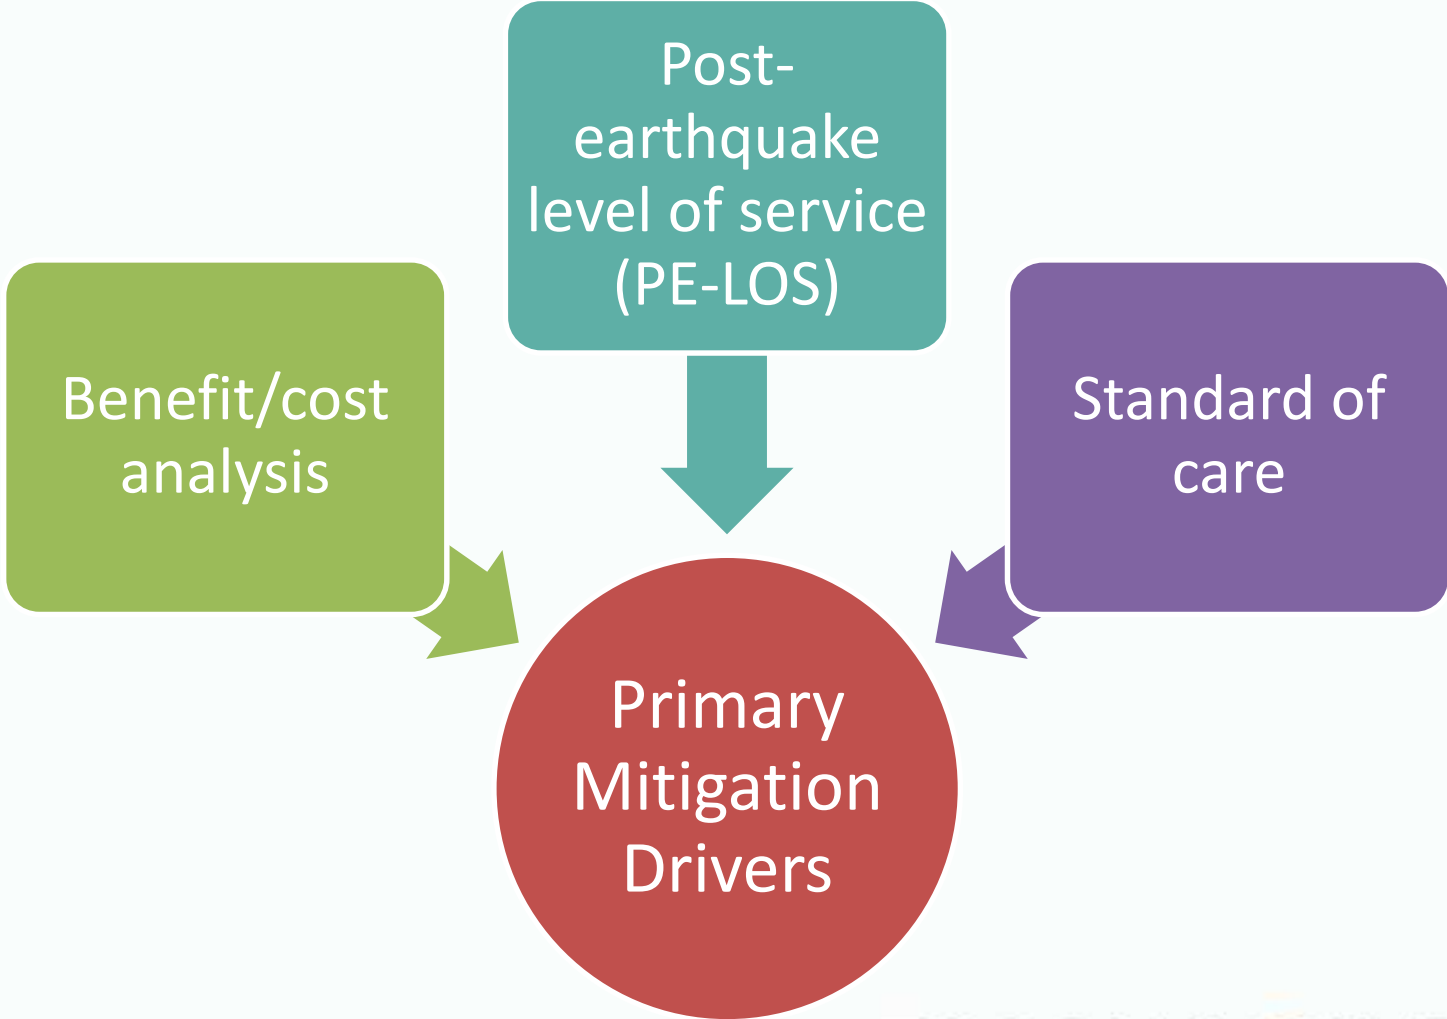 Post-
earthquake
level of service
(PE-LOS)
Benefit/cost
analysis
Standard of
care
Primary
Mitigation
Drivers